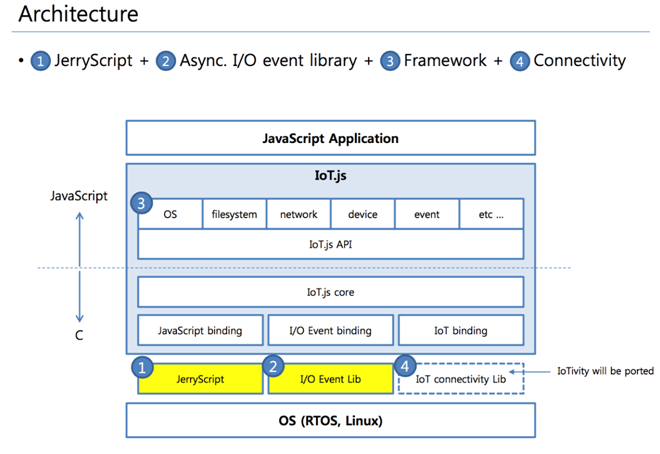 Architecture
• 1 JerryScript + 2 Async. I/O event library + 3 Framework + 4 Connectivity
JavaScript Application
IoT.js
JavaScript
3
OS filesystem network device event etc ...
IoT.js API
IoT.js core
C
JavaScript binding I/O Event binding IoT binding
1 2 4
JerryScript I/O Event Lib IoT connectivity Lib
IoTivity will be ported
OS (RTOS, Linux)